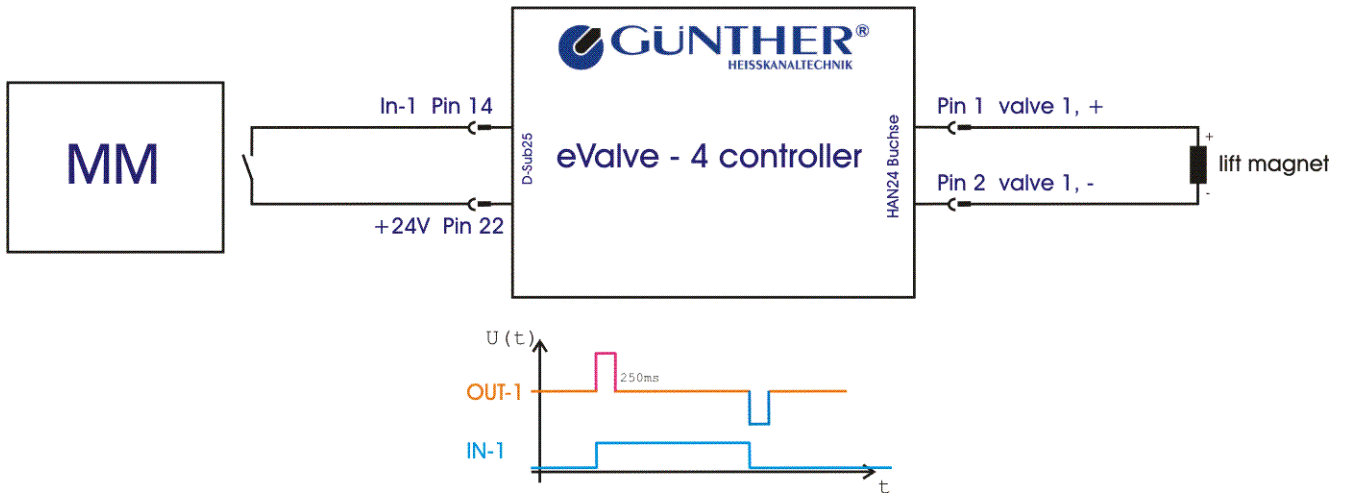 GÜNTHER®
HEISSKANALTECHNIK
MM
In-1 Pin 14
+24V Pin 22
D-Sub25
eValve - 4 controller
HAN24 Buchse
Pin 1 valve 1, +
Pin 2 valve 1, -
+
lift magnet
-
U(t)
250ms
OUT-1
IN-1
t